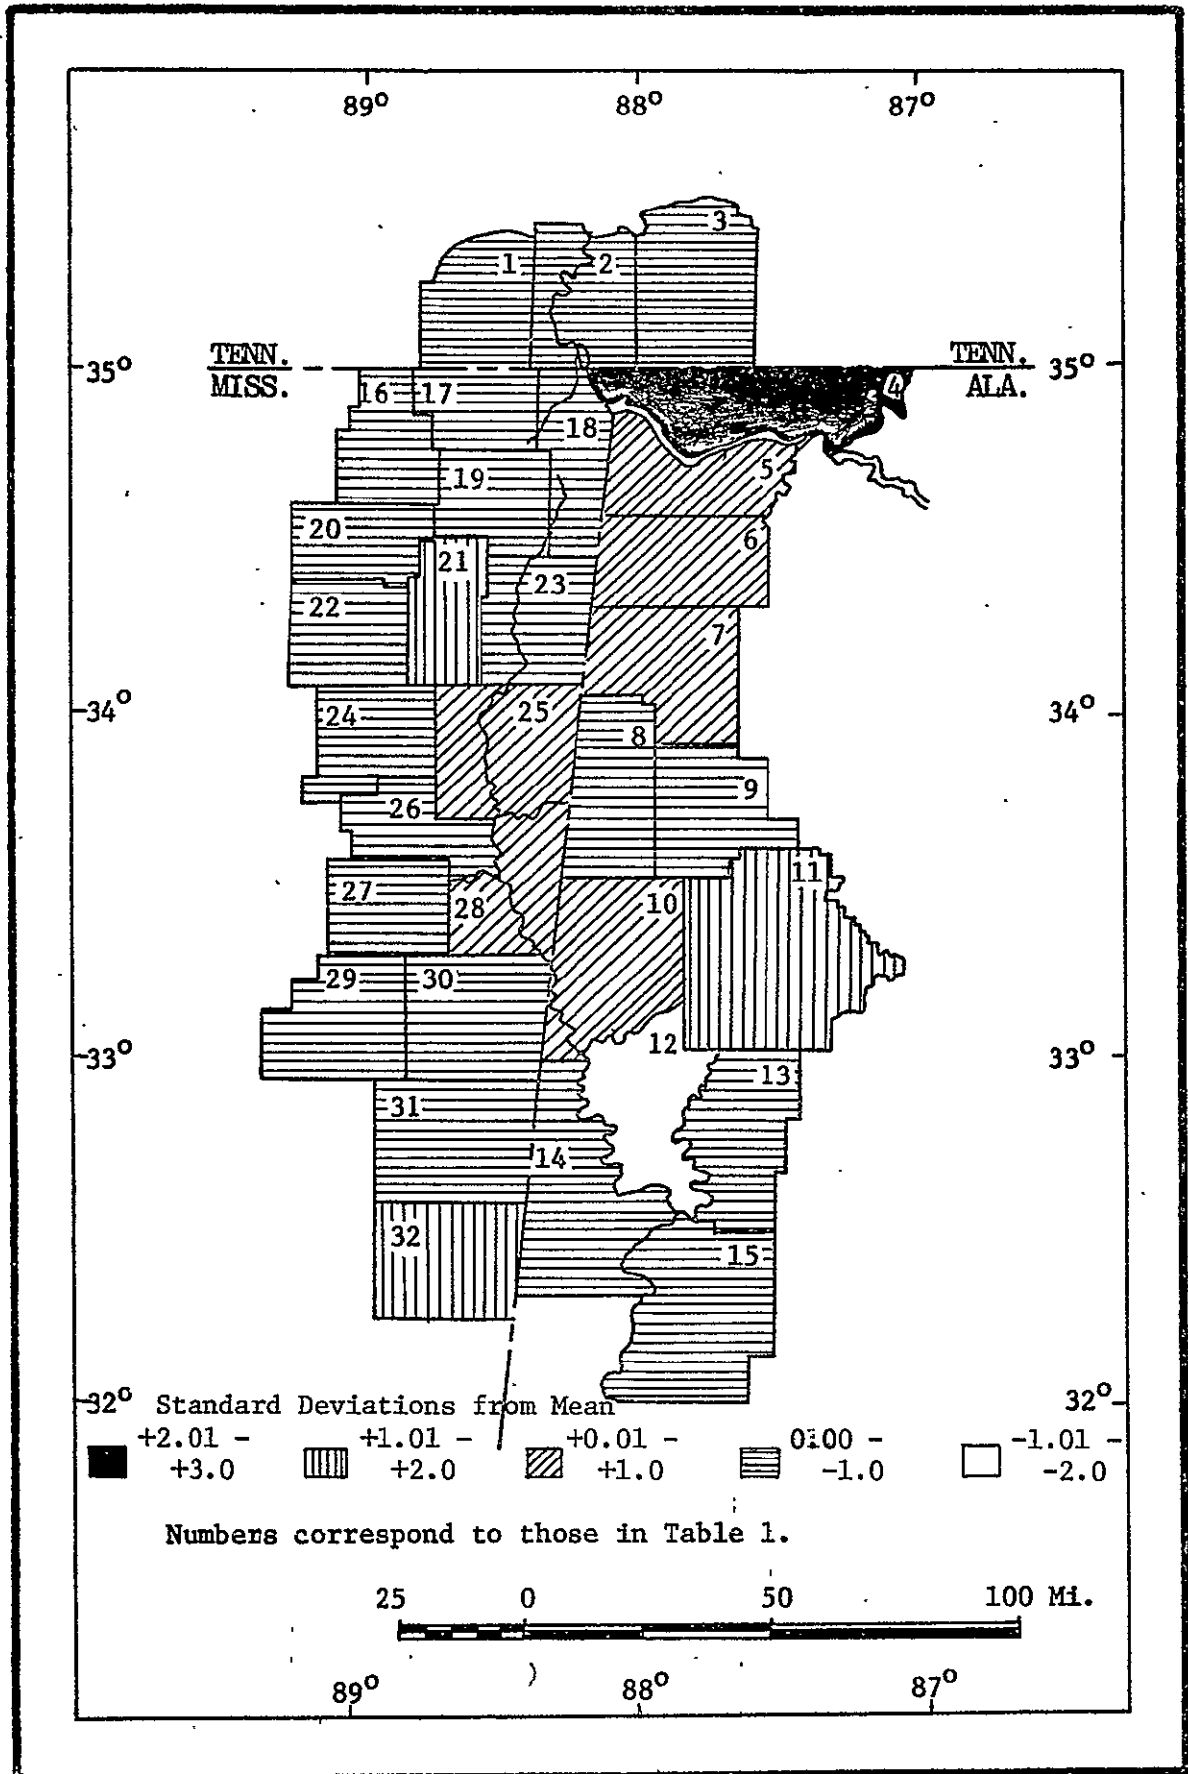 89° 88° 87°
3
1 2
TENN. TENN.
35° 35°
MISS. ALA.
16 17 4
18
5
19
20 6
21
23
22
7
34° 24 25 34°
8
9
26
11
27
28 10
29 30
12
33° 33°
13
31
14
32
15
32° 32°
Standard Deviations from Mean
+2.01 - +1.01 - +0.01 - 0.00 - -1.01 -
+3.0 +2.0 +1.0 -1.0 -2.0
Numbers correspond to those in Table 1.
25 0 50 100 Mi.
89° 88° 87°